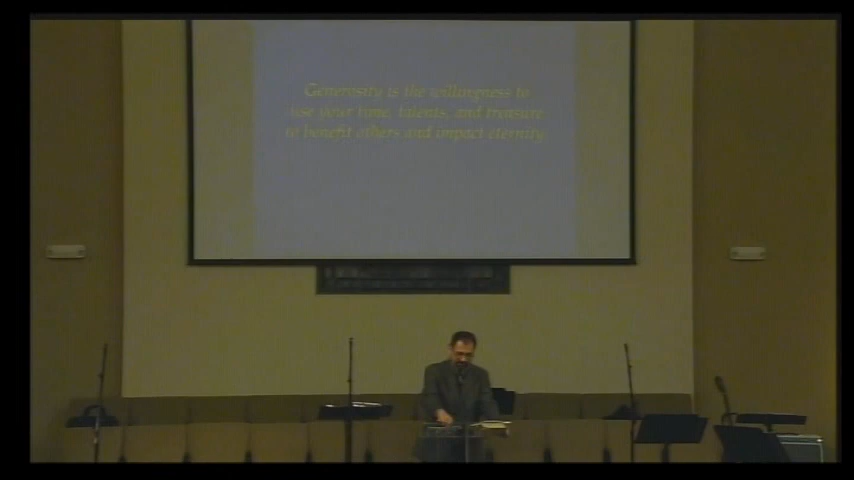 Generosity is the willingness to
use your time, talents, and treasure
to benefit others and impact eternity.